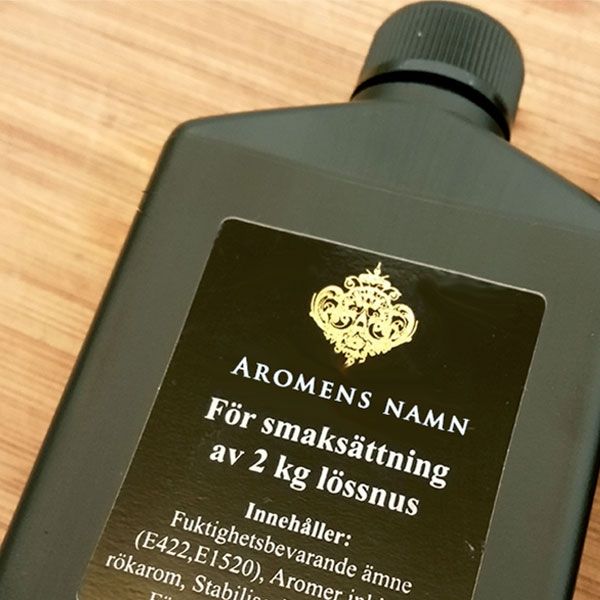 AROMENS NAMN
För smaksättning
av 2 kg lössnus
Innehåller:
Fuktighetsbevarande ämne
(E422,E1520), Aromer
rökarom,